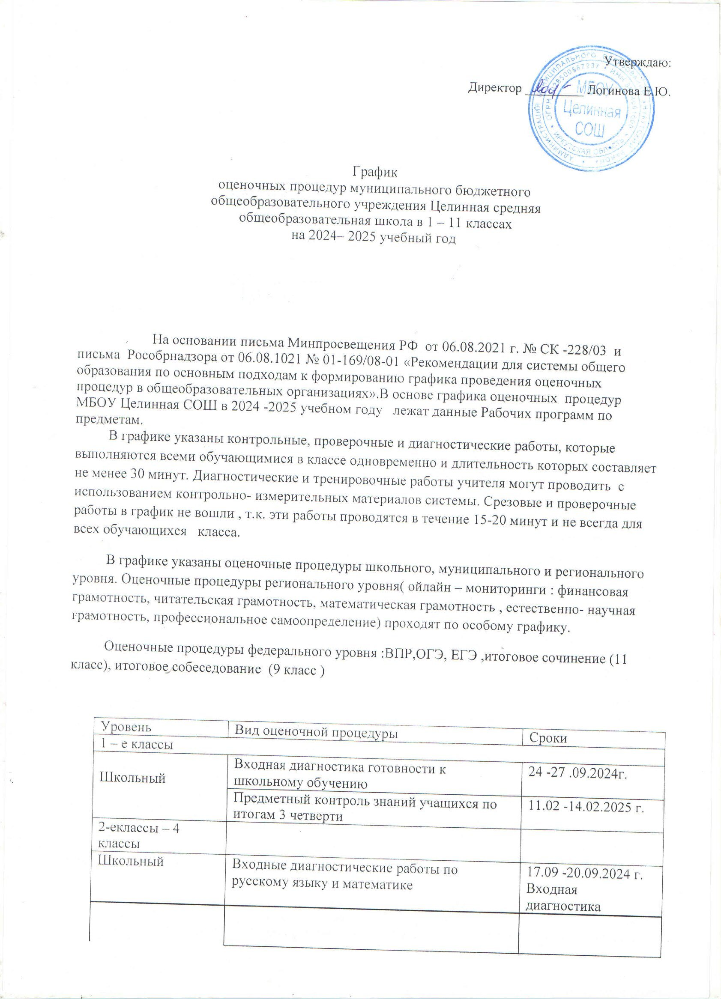 Утверждаю:
Директор __________ Логинова Е.Ю.
МБОУ
Целинная
СОШ
ИРКУТСКАЯ ОБЛАСТЬ
График
оценочных процедур муниципального бюджетного
общеобразовательного учреждения Целинная средняя
общеобразовательная школа в 1 – 11 классах
на 2024– 2025 учебный год
На основании письма Минпросвещения РФ от 06.08.2021 г. № СК -228/03 и
письма Рособрнадзора от 06.08.1021 № 01-169/08-01 «Рекомендации для системы общего
образования по основным подходам к формированию графика проведения оценочных
процедур в общеобразовательных организациях».В основе графика оценочных процедур
МБОУ Целинная СОШ в 2024 -2025 учебном году лежат данные Рабочих программ по
предметам.
В графике указаны контрольные, проверочные и диагностические работы, которые
выполняются всеми обучающимися в классе одновременно и длительность которых составляет
не менее 30 минут. Диагностические и тренировочные работы учителя могут проводить с
использованием контрольно- измерительных материалов системы. Срезовые и проверочные
работы в график не вошли , т.к. эти работы проводятся в течение 15-20 минут и не всегда для
всех обучающихся класса.
В графике указаны оценочные процедуры школьного, муниципального и регионального
уровня. Оценочные процедуры регионального уровня( ойлайн – мониторинги : финансовая
грамотность, читательская грамотность, математическая грамотность , естественно- научная
грамотность, профессиональное самоопределение) проходят по особому графику.
Оценочные процедуры федерального уровня :ВПР,ОГЭ, ЕГЭ ,итоговое сочинение (11
класс), итоговое собеседование (9 класс )
Уровень Вид оценочной процедуры Сроки
1 – е классы
Школьный
Входная диагностика готовности к
школьному обучению
24 -27 .09.2024г.
Предметный контроль знаний учащихся по
итогам 3 четверти
11.02 -14.02.2025 г.
2-еклассы – 4
классы
Школьный
Входные диагностические работы по
русскому языку и математике
17.09 -20.09.2024 г.
Входная
диагностика